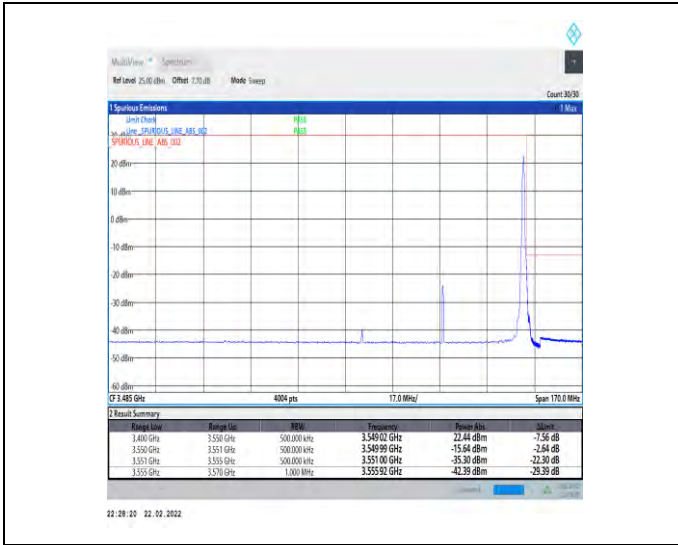 MultiView Spectrum
Ref Level 25.00 dBm Offset 7.70 dB Mode Sweep
Count 30/30
1 Spurious Emissions 1 Max
Limit Check PASS
Line _SPURIOUS_LINE_ABS_002 PASS
SPURIOUS_LINE_ABS_002
20 dBm
10 dBm
0 dBm
-10 dBm
-20 dBm
-30 dBm
-40 dBm
-50 dBm
-60 dBm
CF 3.485 GHz 4004 pts 17.0 MHz/ Span 170.0 MHz
2 Result Summary
Range Low Range Up RBW Frequency Power Abs ΔLimit
3.400 GHz 3.550 GHz 500.000 kHz 3.54902 GHz 22.44 dBm -7.56 dB
3.550 GHz 3.551 GHz 500.000 kHz 3.54999 GHz -15.64 dBm -2.64 dB
3.551 GHz 3.555 GHz 500.000 kHz 3.55100 GHz -35.30 dBm -22.30 dB
3.555 GHz 3.570 GHz 1.000 MHz 3.55592 GHz -42.39 dBm -29.39 dB
22:28:20 22.02.2022